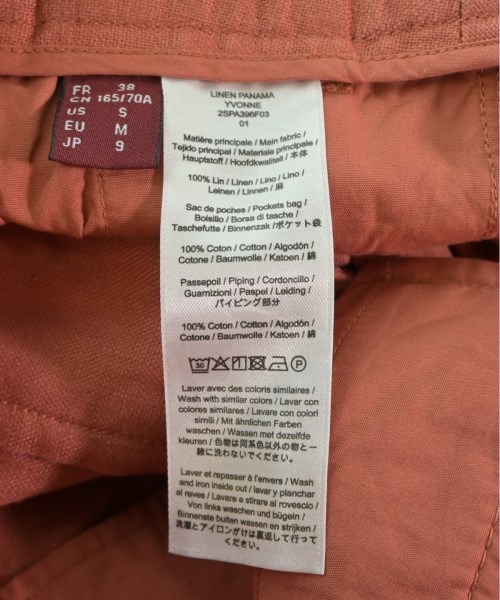 FR 38
CN 165/70A
US S
EU M
JP 9
LINEN PANAMA
YVONNE
2SPA396F03
01
Matière principale / Main fabric /
Tejido principal / Materiale principale /
Hauptstoff / Hoofdkwaliteit / 本体
100% Lin / Linen / Lino / Lino /
Leinen / Linnen / 麻
Sac de poches / Pockets bag /
Bolsillo / Borsa di tasche /
Taschefutte / Binnenzak /ポケット袋
100% Coton / Cotton / Algodón /
Cotone / Baumwolle / Katoen / 綿
Passepoil / Piping / Cordoncillo /
Guarnizioni / Paspel / Leiding /
パイピング部分
100% Coton / Cotton / Algodón /
Cotone / Baumwolle / Katoen / 綿
30 P
Laver avec des coloris similaires /
Wash with similar colors / Lavar con
colores similares / Lavare con colori
simili / Mit ähnlichen Farben
waschen / Wassen met dezelfde
kleuren / 色物は同系色以外の物と一
緒に洗わないでください。
Laver et repasser à l'envers / Wash
and iron inside out / lavar y planchar
al reves / Lavare e stirare al rovescio /
Von links waschen und bügeln /
Binnenste buiten wassen en strijken /
洗濯とアイロンがけは裏返して行って
ください。